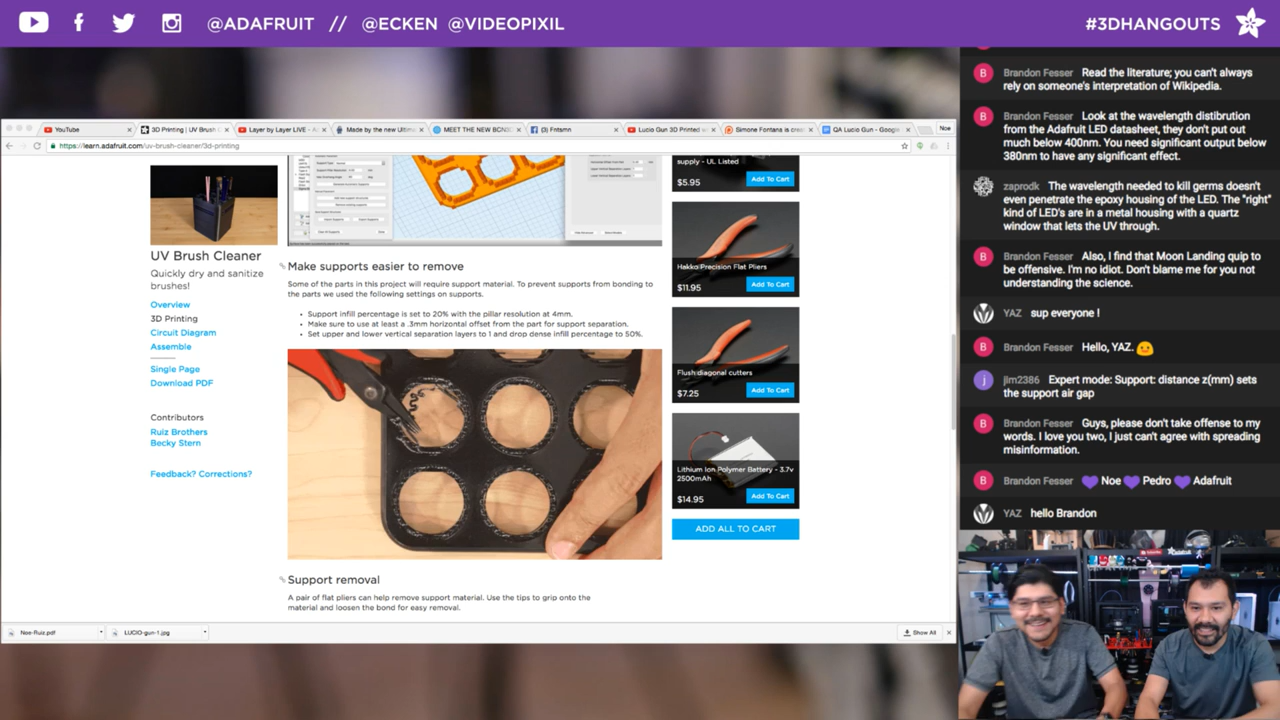 @ADAFRUIT // @ECKEN @VIDEOPIXIL
#3DHANGOUTS
YouTube
3D Printing | UV Brush C
Layer by Layer LIVE - A
Made by the new Ultim
MEET THE NEW BCN3D
(3) Fntsmn
Lucio Gun 3D Printed w
Simone Fontana is crea
QA Lucio Gun - Google
Noe
https://learn.adafruit.com/uv-brush-cleaner/3d-printing
UV Brush Cleaner
Quickly dry and sanitize
brushes!
Overview
3D Printing
Circuit Diagram
Assemble
Single Page
Download PDF
Contributors
Ruiz Brothers
Becky Stern
Feedback? Corrections?
Make supports easier to remove
Some of the parts in this project will require support material. To prevent supports from bonding to
the parts we used the following settings on supports.
• Support infill percentage is set to 20% with the pillar resolution at 4mm.
• Make sure to use at least a .3mm horizontal offset from the part for support separation.
• Set upper and lower vertical separation layers to 1 and drop dense infill percentage to 50%.
Support removal
A pair of flat pliers can help remove support material. Use the tips to grip onto the
material and loosen the bond for easy removal.
supply - UL Listed
$5.95
Add To Cart
Hakko Precision Flat Pliers
$11.95
Add To Cart
Flush diagonal cutters
$7.25
Add To Cart
Lithium Ion Polymer Battery - 3.7v
2500mAh
$14.95
Add To Cart
ADD ALL TO CART
Noe-Ruiz.pdf
LUCIO-gun-1.jpg
Show All
B Brandon Fesser Read the literature; you can't always
rely on someone's interpretation of Wikipedia.
B Brandon Fesser Look at the wavelength distibrution
from the Adafruit LED datasheet, they don't put out
much below 400nm. You need significant output below
380nm to have any significant effect.
zaprodk The wavelength needed to kill germs doesn't
even penetrate the epoxy housing of the LED. The "right"
kind of LED's are in a metal housing with a quartz
window that lets the UV through.
B Brandon Fesser Also, I find that Moon Landing quip to
be offensive. I'm no idiot. Don't blame me for you not
understanding the science.
YAZ sup everyone !
B Brandon Fesser Hello, YAZ.
j jim2386 Expert mode: Support: distance z(mm) sets
the support air gap
B Brandon Fesser Guys, please don't take offense to my
words. I love you two, I just can't agree with spreading
misinformation.
B Brandon Fesser 💜 Noe 💜 Pedro 💜 Adafruit
YAZ hello Brandon